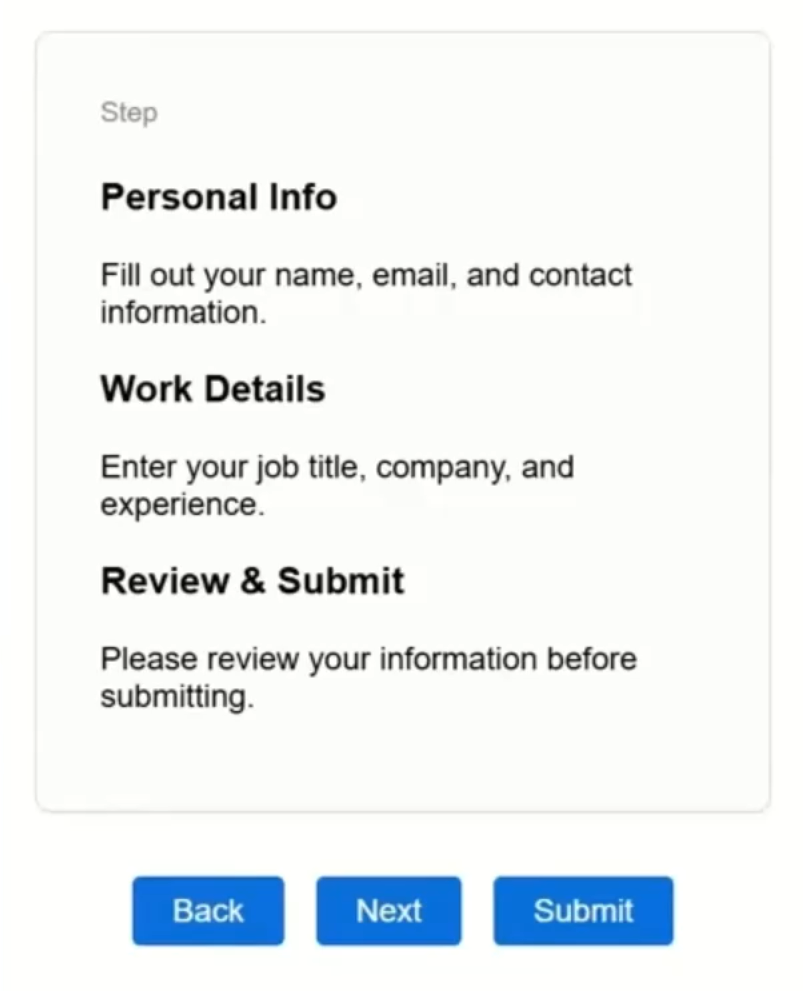 Step
Personal Info
Fill out your name, email, and contact
information.
Work Details
Enter your job title, company, and
experience.
Review & Submit
Please review your information before
submitting.
Back
Next
Submit